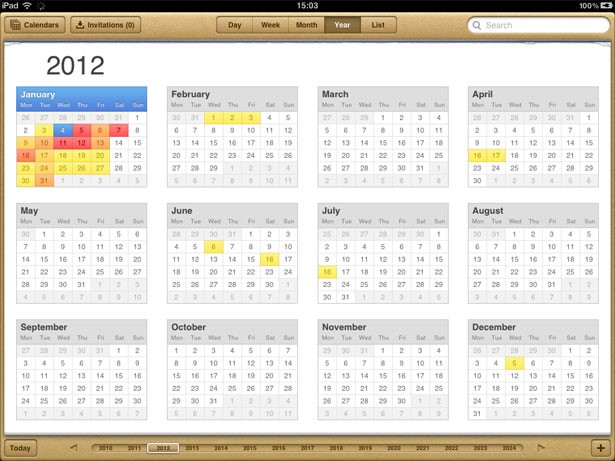 iPad 15:03 100%
Calendars Invitations (0) Day Week Month Year List Search
2012
January
Mon Tue Wed Thu Fri Sat Sun
26 27 28 29 30 31 1
2 3 4 5 6 7 8
9 10 11 12 13 14 15
16 17 18 19 20 21 22
23 24 25 26 27 28 29
30 31 1 2 3 4 5
February
Mon Tue Wed Thu Fri Sat Sun
30 31 1 2 3 4 5
6 7 8 9 10 11 12
13 14 15 16 17 18 19
20 21 22 23 24 25 26
27 28 29 1 2 3 4
5 6 7 8 9 10 11
March
Mon Tue Wed Thu Fri Sat Sun
27 28 29 1 2 3 4
5 6 7 8 9 10 11
12 13 14 15 16 17 18
19 20 21 22 23 24 25
26 27 28 29 30 31 1
2 3 4 5 6 7 8
April
Mon Tue Wed Thu Fri Sat Sun
26 27 28 29 30 31 1
2 3 4 5 6 7 8
9 10 11 12 13 14 15
16 17 18 19 20 21 22
23 24 25 26 27 28 29
30 1 2 3 4 5 6
May
Mon Tue Wed Thu Fri Sat Sun
30 1 2 3 4 5 6
7 8 9 10 11 12 13
14 15 16 17 18 19 20
21 22 23 24 25 26 27
28 29 30 31 1 2 3
4 5 6 7 8 9 10
June
Mon Tue Wed Thu Fri Sat Sun
28 29 30 31 1 2 3
4 5 6 7 8 9 10
11 12 13 14 15 16 17
18 19 20 21 22 23 24
25 26 27 28 29 30 1
2 3 4 5 6 7 8
July
Mon Tue Wed Thu Fri Sat Sun
25 26 27 28 29 30 1
2 3 4 5 6 7 8
9 10 11 12 13 14 15
16 17 18 19 20 21 22
23 24 25 26 27 28 29
30 31 1 2 3 4 5
August
Mon Tue Wed Thu Fri Sat Sun
30 31 1 2 3 4 5
6 7 8 9 10 11 12
13 14 15 16 17 18 19
20 21 22 23 24 25 26
27 28 29 30 31 1 2
3 4 5 6 7 8 9
September
Mon Tue Wed Thu Fri Sat Sun
27 28 29 30 31 1 2
3 4 5 6 7 8 9
10 11 12 13 14 15 16
17 18 19 20 21 22 23
24 25 26 27 28 29 30
1 2 3 4 5 6 7
October
Mon Tue Wed Thu Fri Sat Sun
1 2 3 4 5 6 7
8 9 10 11 12 13 14
15 16 17 18 19 20 21
22 23 24 25 26 27 28
29 30 31 1 2 3 4
5 6 7 8 9 10 11
November
Mon Tue Wed Thu Fri Sat Sun
29 30 31 1 2 3 4
5 6 7 8 9 10 11
12 13 14 15 16 17 18
19 20 21 22 23 24 25
26 27 28 29 30 1 2
3 4 5 6 7 8 9
December
Mon Tue Wed Thu Fri Sat Sun
26 27 28 29 30 1 2
3 4 5 6 7 8 9
10 11 12 13 14 15 16
17 18 19 20 21 22 23
24 25 26 27 28 29 30
31 1 2 3 4 5 6
Today 2010 2011 2012 2013 2014 2015 2016 2017 2018 2019 2020 2021 2022 2023 2024 +